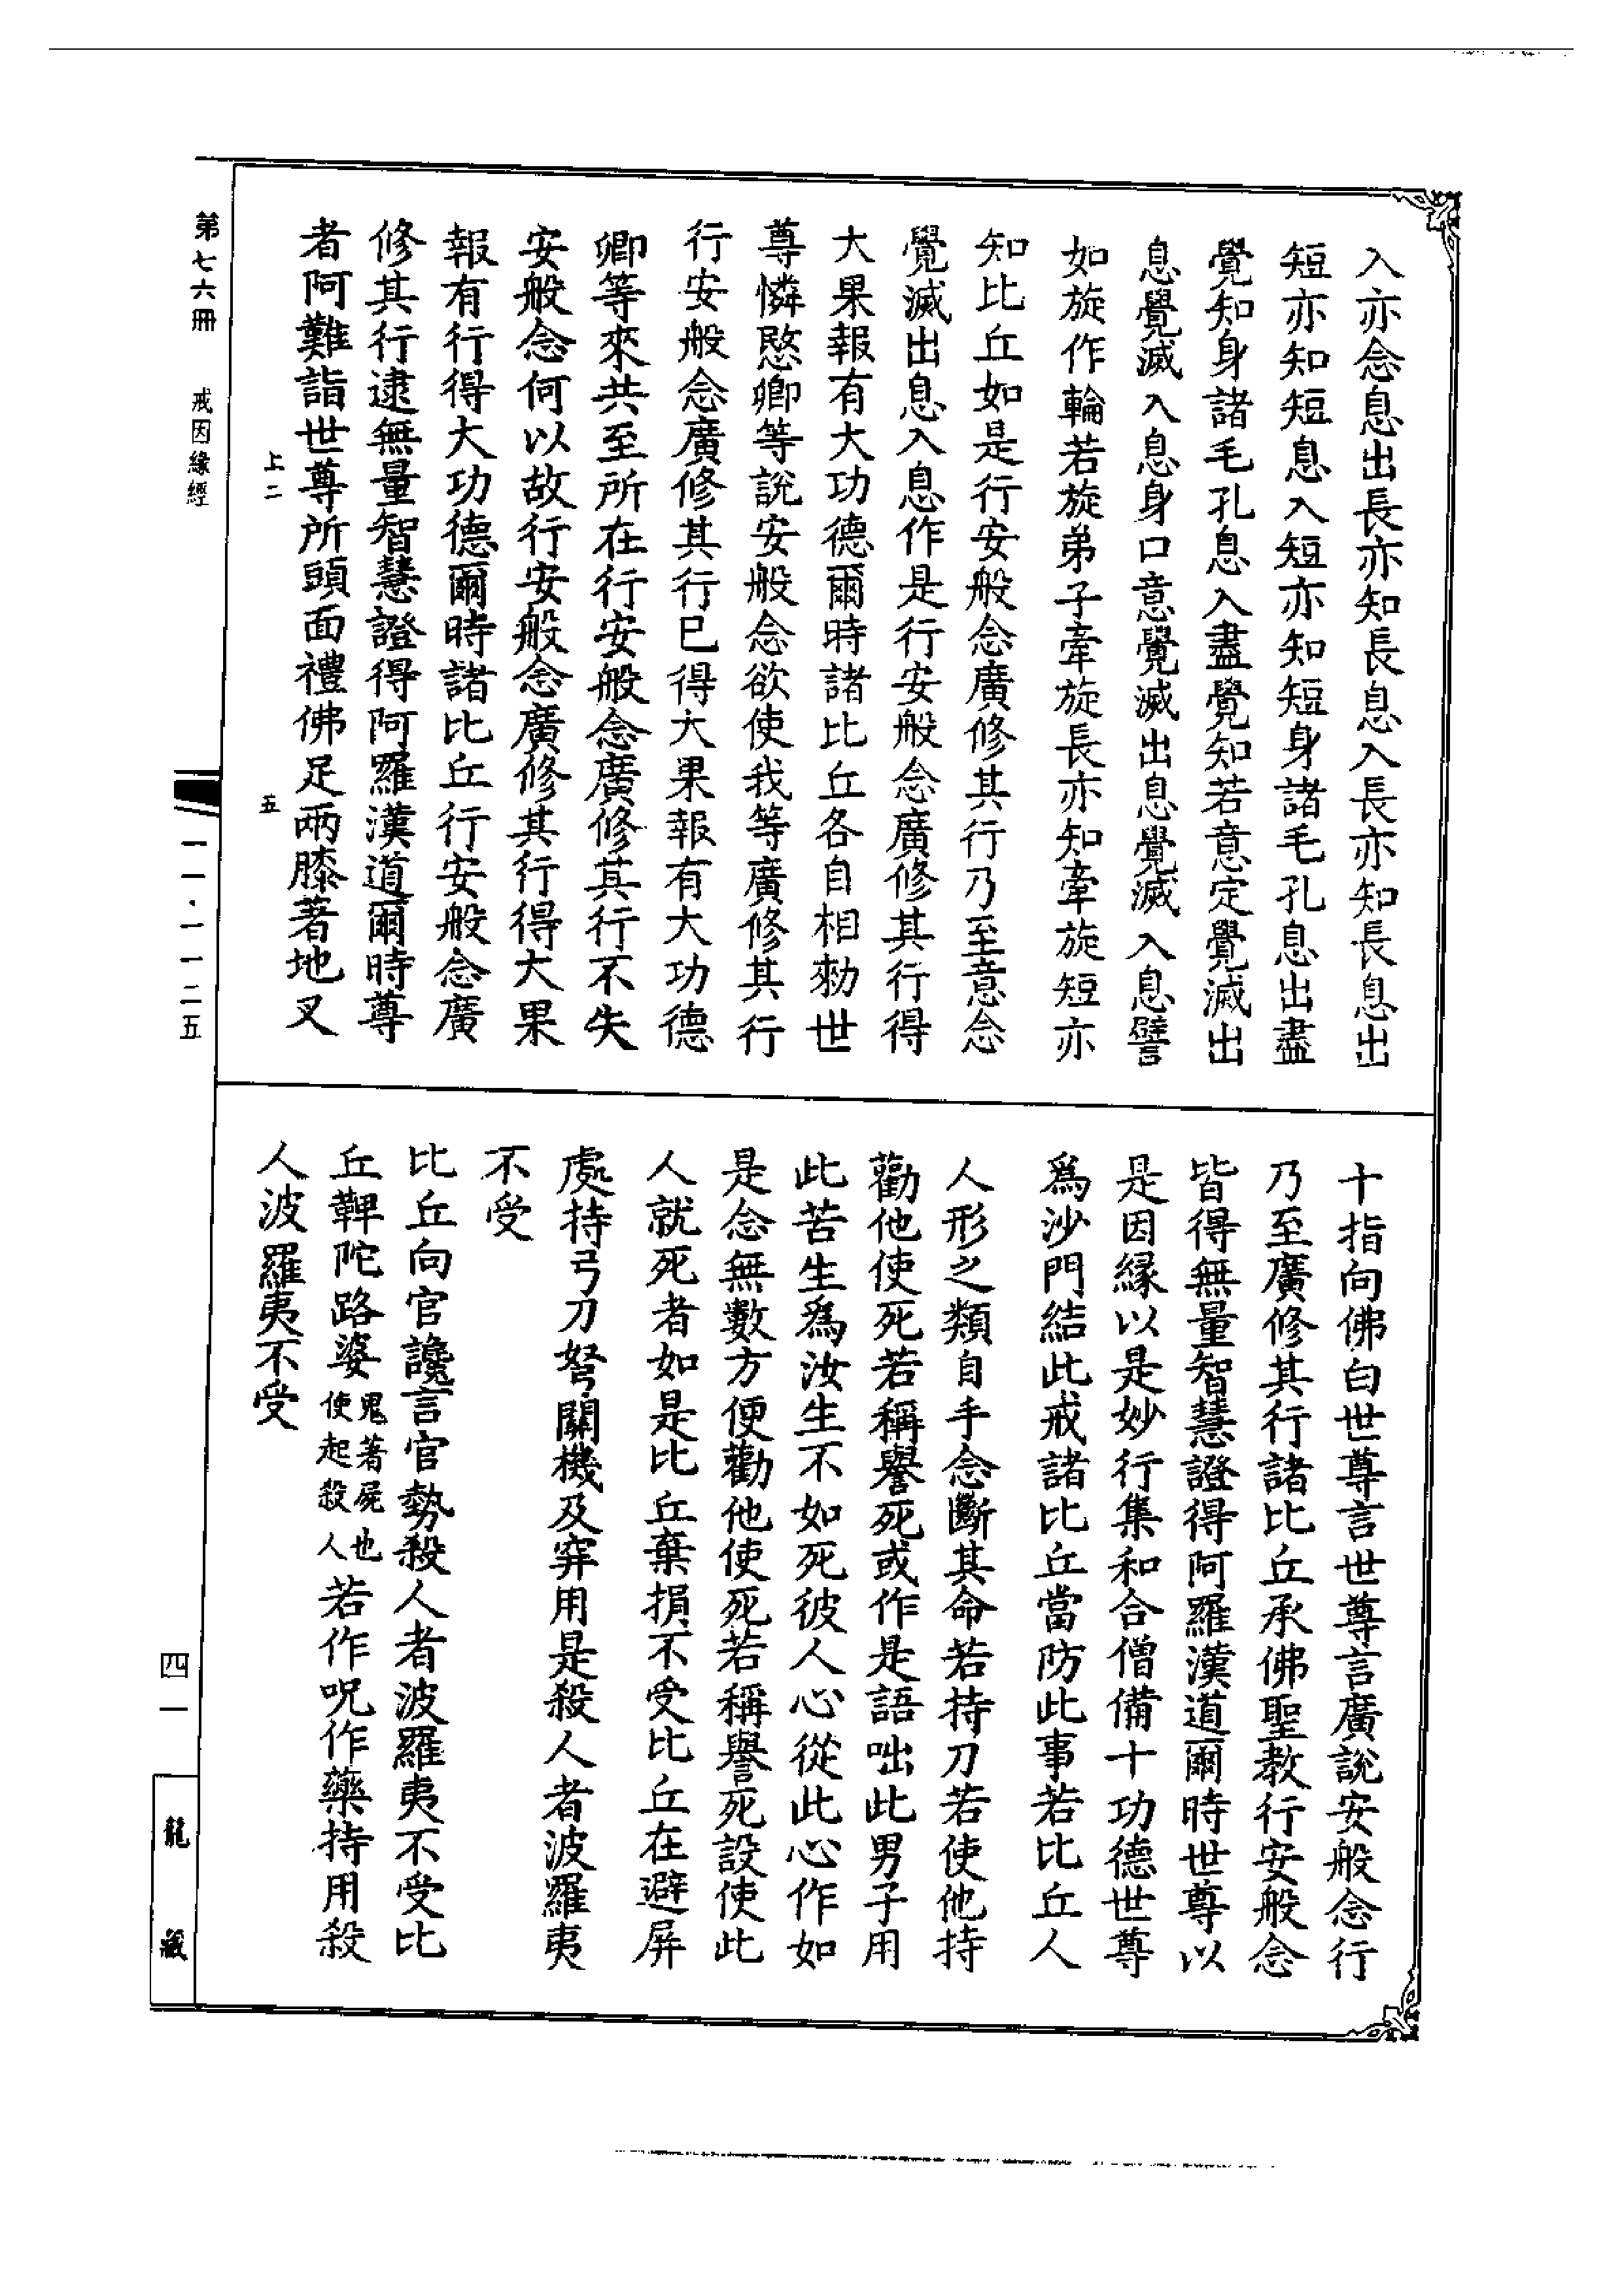 入亦念息出長亦知長息入長亦知長息出
短亦知短息入短亦知短身諸毛孔息出盡
覺知身諸毛孔息入盡覺知若意定覺滅出
息覺滅入息身口意覺滅出息覺滅入息譬
如旋作輪若旋弟子牽旋長亦知牽旋短亦
知比丘如是行安般念廣修其行乃至意念
覺滅出息入息作是行安般念廣修其行得
大果報有大功德爾時諸比丘各自相勑世
尊憐愍卿等說安般念欲使我等廣修其行
行安般念廣修其行已得大果報有大功德
卿等來共至所在行安般念廣修其行不失
安般念何以故行安般念廣修其行得大果
報有行得大功德爾時諸比丘行安般念廣
修其行逮無量智慧證得阿羅漢道爾時尊
者阿難詣世尊所頭面禮佛足兩膝著地叉
上二 五
第七六冊 戒因緣經 一一·一一二五
十指向佛白世尊言世尊言廣說安般念行
乃至廣修其行諸比丘承佛聖教行安般念
皆得無量智慧證得阿羅漢道爾時世尊以
是因緣以是妙行集和合僧備十功德世尊
爲沙門結此戒諸比丘當防此事若比丘人
人形之類自手念斷其命若持刀若使他持
勸他使死若稱譽死或作是語咄此男子用
此苦生爲汝生不如死彼人心從此心作如
是念無數方便勸他使死若稱譽死設使此
人就死者如是比丘棄捐不受比丘在避屏
處持弓刀弩關機及穽用是殺人者波羅夷
不受
比丘向官讒言官勢殺人者波羅夷不受比
丘鞞陀路婆鬼著屍也使起殺人若作呪作藥持用殺
人波羅夷不受
四一
龍藏